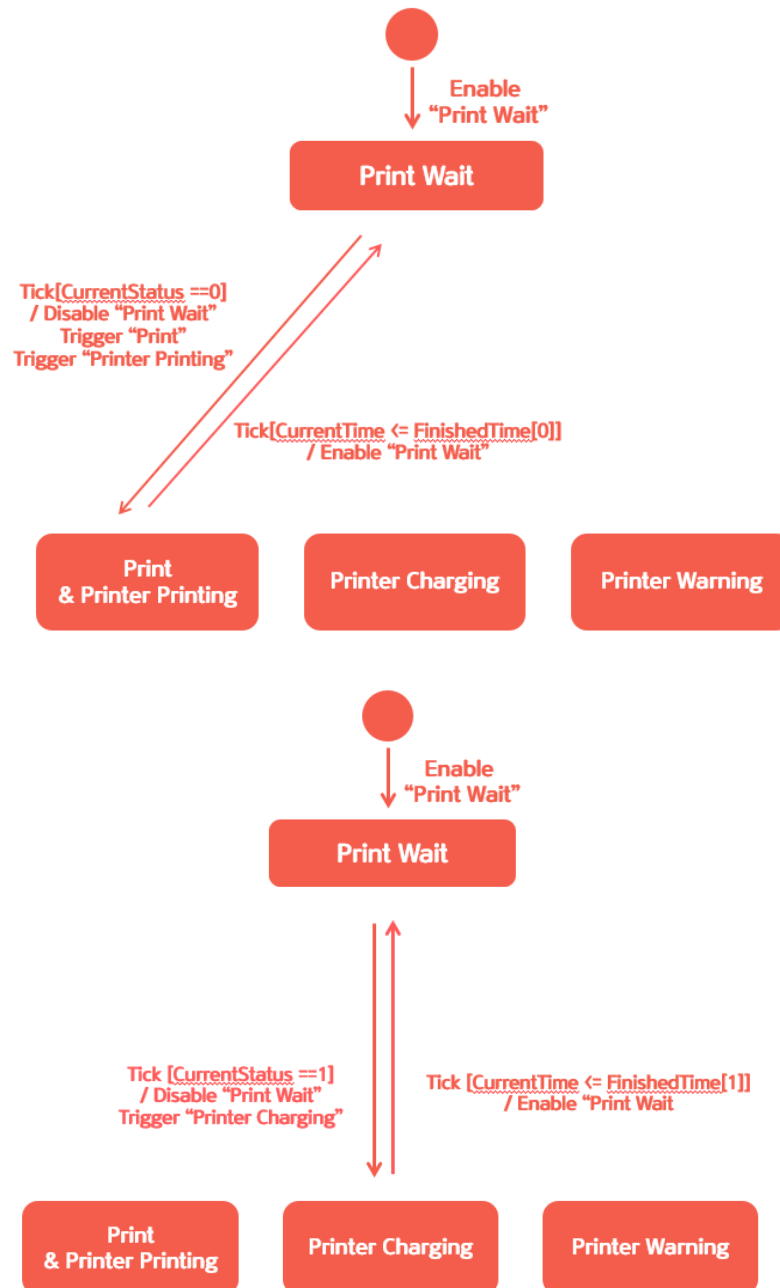 Enable
“Print Wait”
Print Wait
Tick[CurrentStatus ==0]
/ Disable “Print Wait”
Trigger “Print”
Trigger “Printer Printing”
Tick[CurrentTime <= FinishedTime[0]]
/ Enable “Print Wait”
Print
& Printer Printing
Printer Charging
Printer Warning
Enable
“Print Wait”
Print Wait
Tick [CurrentStatus ==1]
/ Disable “Print Wait”
Trigger “Printer Charging”
Tick [CurrentTime <= FinishedTime[1]]
/ Enable “Print Wait
Print
& Printer Printing
Printer Charging
Printer Warning